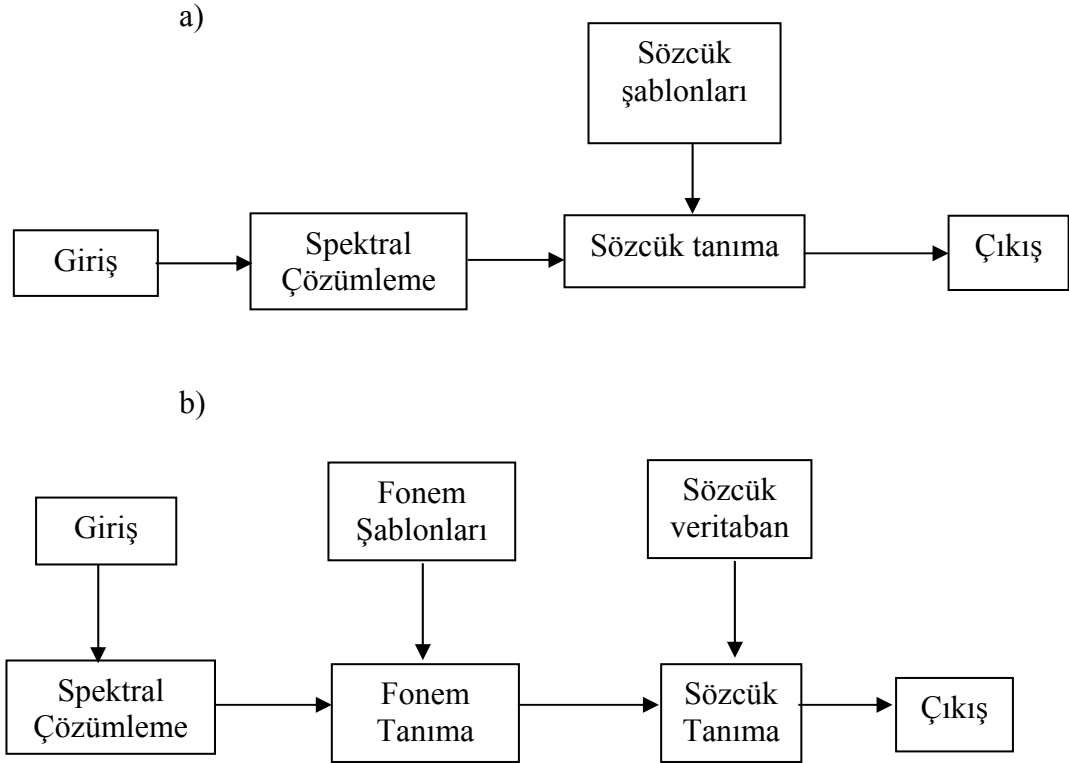 a)
Sözcük
şablonları
Giriş
Spektral
Çözümleme
Sözcük tanıma
Çıkış
b)
Giriş
Fonem
Şablonları
Sözcük
veritaban
Spektral
Çözümleme
Fonem
Tanıma
Sözcük
Tanıma
Çıkış